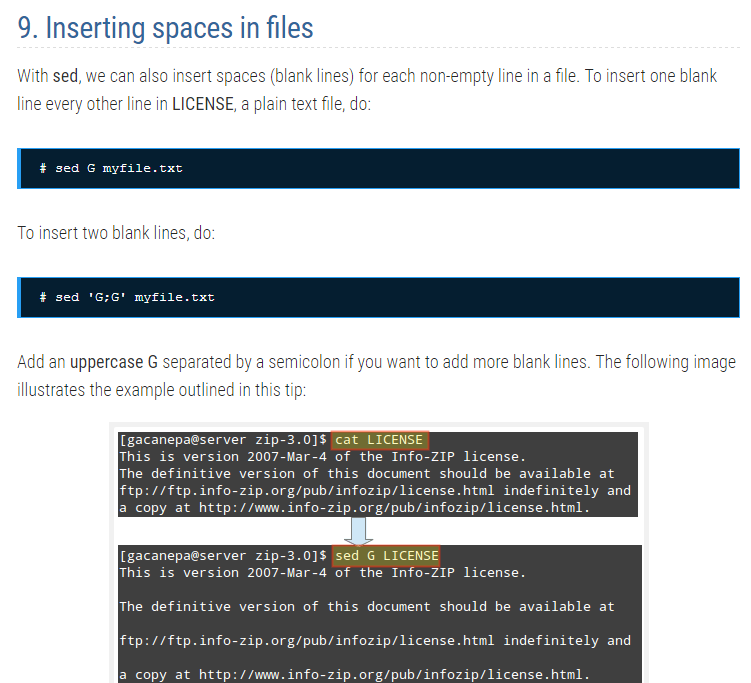 9. Inserting spaces in files
With sed, we can also insert spaces (blank lines) for each non-empty line in a file. To insert one blank
line every other line in LICENSE, a plain text file, do:
# sed G myfile.txt
To insert two blank lines, do:
# sed 'G;G' myfile.txt
Add an uppercase G separated by a semicolon if you want to add more blank lines. The following image
illustrates the example outlined in this tip:
[gacanepa@server zip-3.0]$ cat LICENSE
This is version 2007-Mar-4 of the Info-ZIP license.
The definitive version of this document should be available at
ftp://ftp.info-zip.org/pub/infozip/license.html indefinitely and
a copy at http://www.info-zip.org/pub/infozip/license.html.
[gacanepa@server zip-3.0]$ sed G LICENSE
This is version 2007-Mar-4 of the Info-ZIP license.
The definitive version of this document should be available at
ftp://ftp.info-zip.org/pub/infozip/license.html indefinitely and
a copy at http://www.info-zip.org/pub/infozip/license.html.